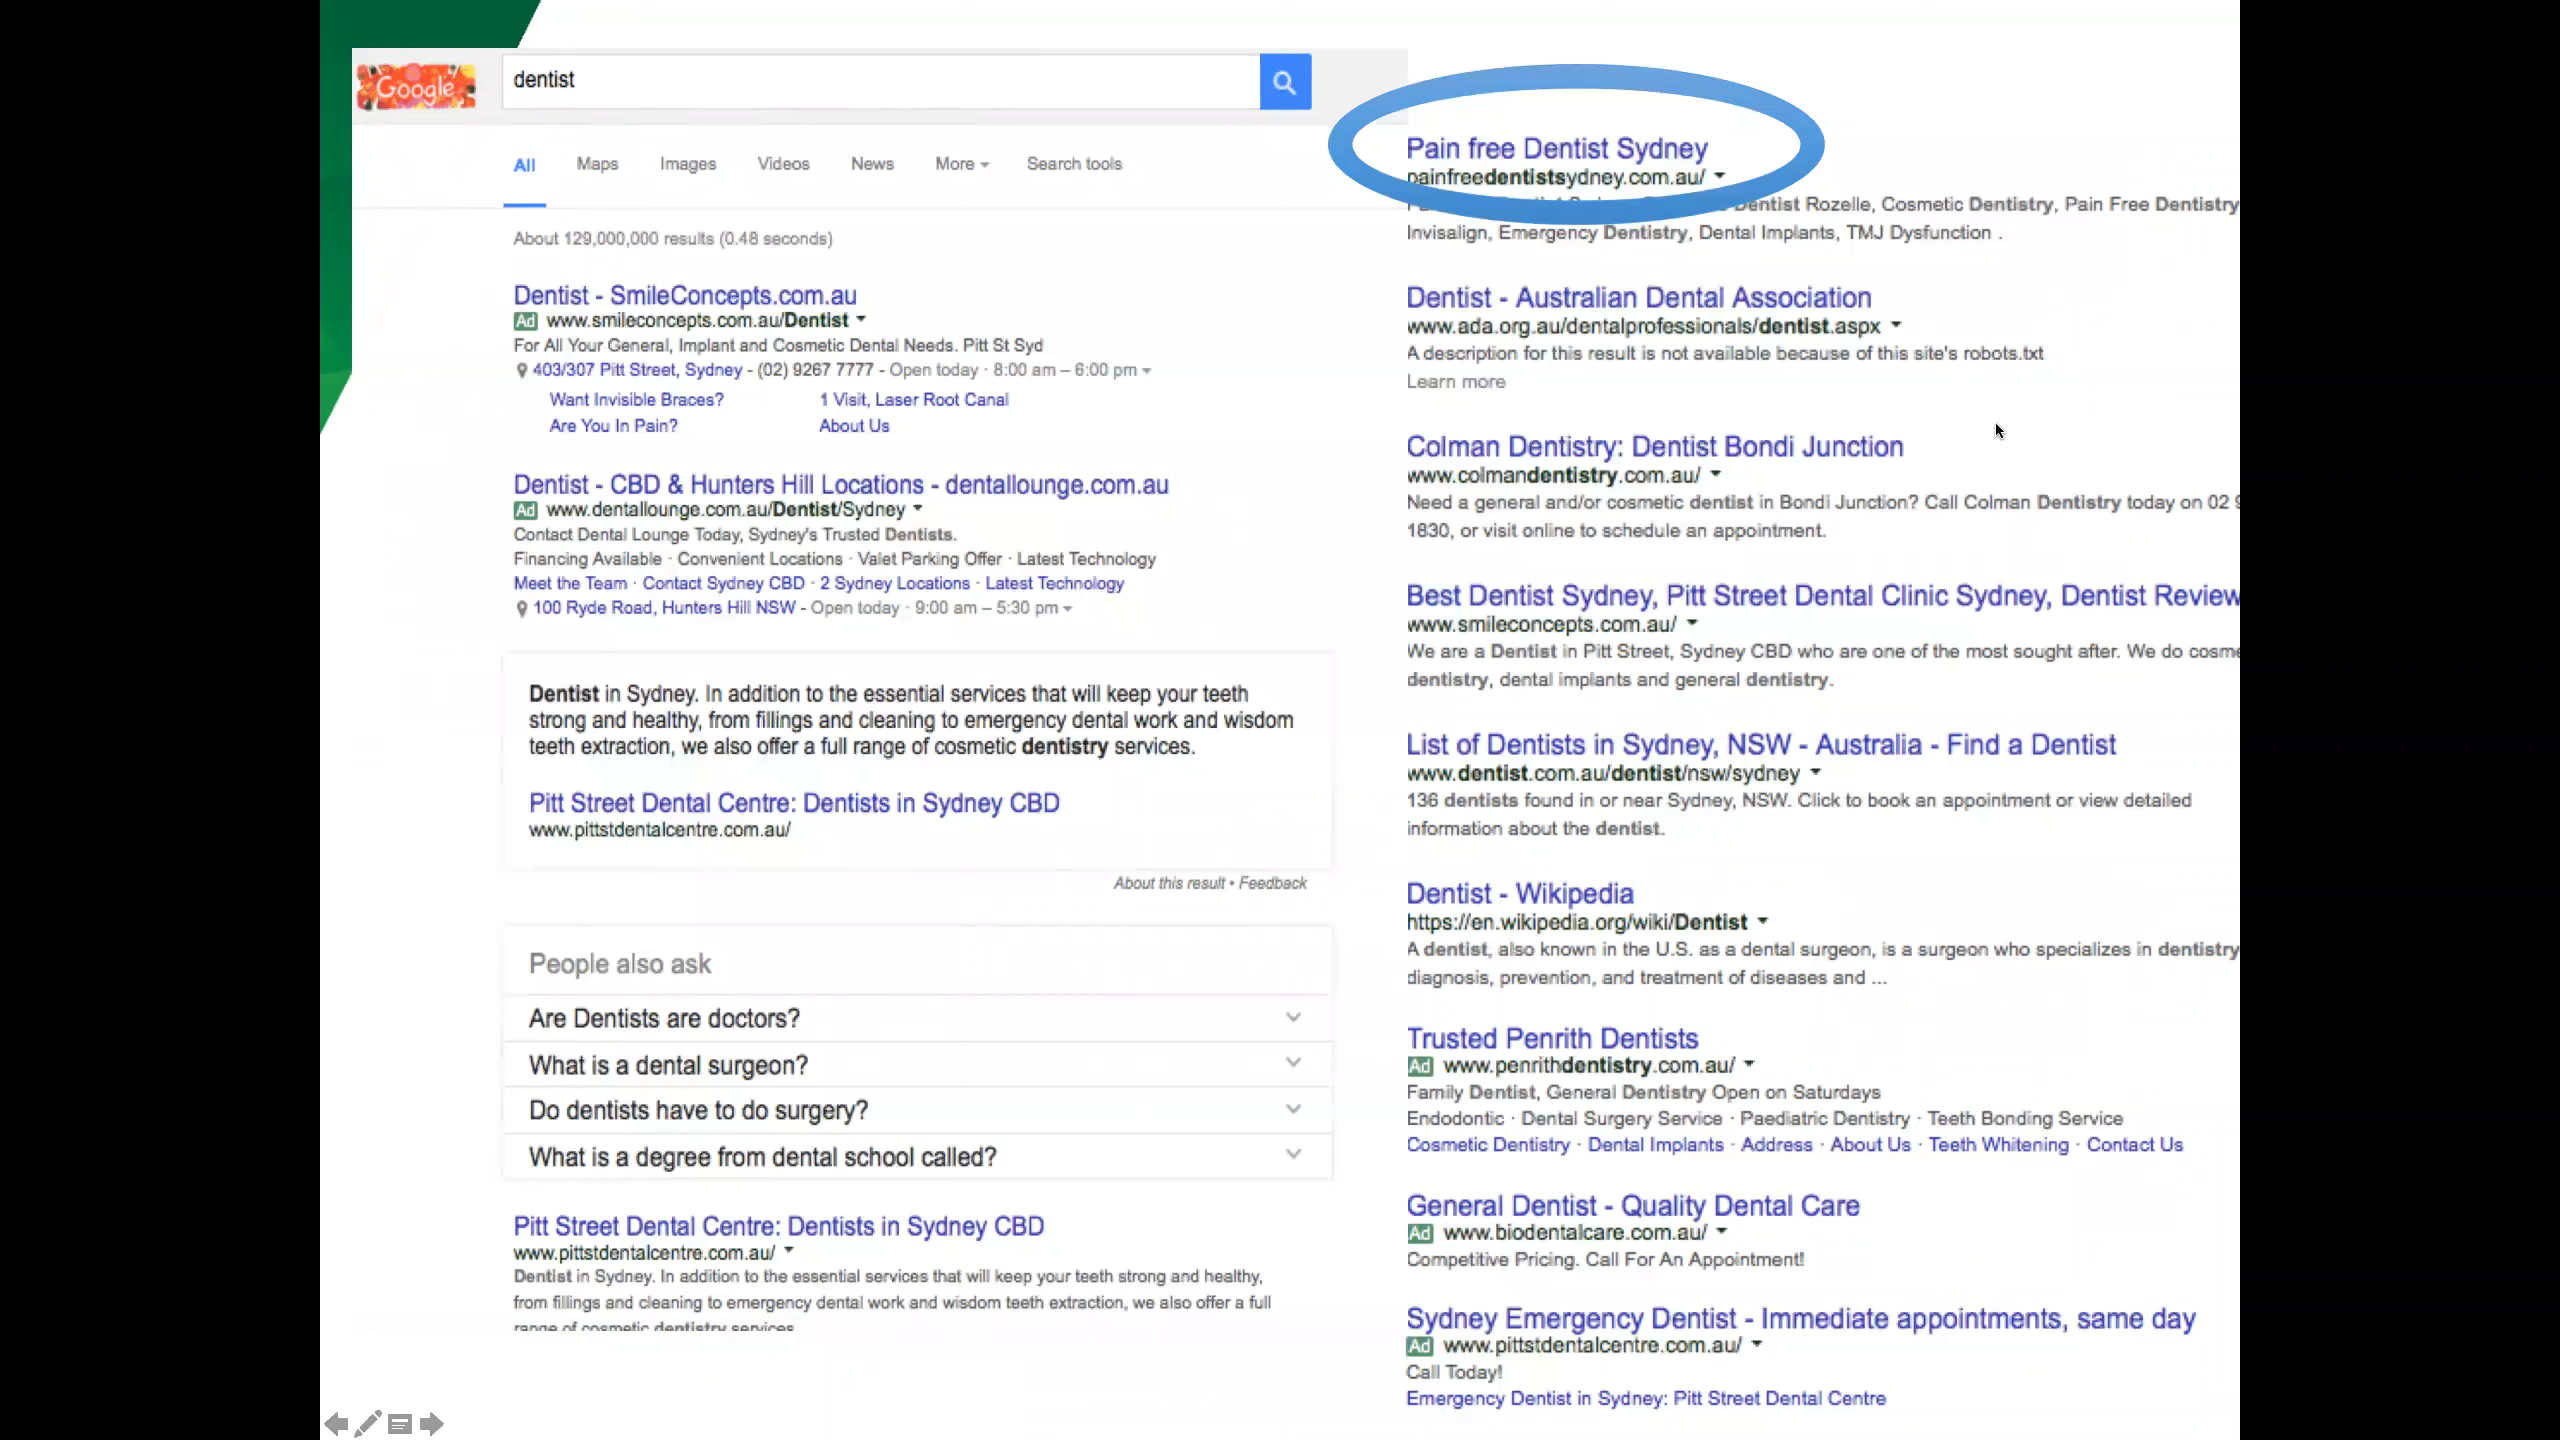 Google
dentist
All Maps Images Videos News More Search tools
About 129,000,000 results (0.48 seconds)
Dentist - SmileConcepts.com.au
Ad www.smileconcepts.com.au/Dentist
For All Your General, Implant and Cosmetic Dental Needs. Pitt St Syd
403/307 Pitt Street, Sydney - (02) 9267 7777 - Open today · 8:00 am – 6:00 pm
Want Invisible Braces? 1 Visit, Laser Root Canal
Are You In Pain? About Us
Dentist - CBD & Hunters Hill Locations - dentallounge.com.au
Ad www.dentallounge.com.au/Dentist/Sydney
Contact Dental Lounge Today, Sydney's Trusted Dentists.
Financing Available · Convenient Locations · Valet Parking Offer · Latest Technology
Meet the Team · Contact Sydney CBD · 2 Sydney Locations · Latest Technology
100 Ryde Road, Hunters Hill NSW - Open today · 9:00 am – 5:30 pm
Dentist in Sydney. In addition to the essential services that will keep your teeth
strong and healthy, from fillings and cleaning to emergency dental work and wisdom
teeth extraction, we also offer a full range of cosmetic dentistry services.
Pitt Street Dental Centre: Dentists in Sydney CBD
www.pittstdentalcentre.com.au/
About this result • Feedback
People also ask
Are Dentists are doctors?
What is a dental surgeon?
Do dentists have to do surgery?
What is a degree from dental school called?
Pitt Street Dental Centre: Dentists in Sydney CBD
www.pittstdentalcentre.com.au/
Dentist in Sydney. In addition to the essential services that will keep your teeth strong and healthy,
from fillings and cleaning to emergency dental work and wisdom teeth extraction, we also offer a full
range of cosmetic dentistry services
Pain free Dentist Sydney
painfreedentistsydney.com.au/
Dentist Rozelle, Cosmetic Dentistry, Pain Free Dentistry
Invisalign, Emergency Dentistry, Dental Implants, TMJ Dysfunction .
Dentist - Australian Dental Association
www.ada.org.au/dentalprofessionals/dentist.aspx
A description for this result is not available because of this site's robots.txt
Learn more
Colman Dentistry: Dentist Bondi Junction
www.colmandentistry.com.au/
Need a general and/or cosmetic dentist in Bondi Junction? Call Colman Dentistry today on 02
1830, or visit online to schedule an appointment.
Best Dentist Sydney, Pitt Street Dental Clinic Sydney, Dentist Review
www.smileconcepts.com.au/
We are a Dentist in Pitt Street, Sydney CBD who are one of the most sought after. We do cosme
dentistry, dental implants and general dentistry.
List of Dentists in Sydney, NSW - Australia - Find a Dentist
www.dentist.com.au/dentist/nsw/sydney
136 dentists found in or near Sydney, NSW. Click to book an appointment or view detailed
information about the dentist.
Dentist - Wikipedia
https://en.wikipedia.org/wiki/Dentist
A dentist, also known in the U.S. as a dental surgeon, is a surgeon who specializes in dentistry
diagnosis, prevention, and treatment of diseases and ...
Trusted Penrith Dentists
Ad www.penrithdentistry.com.au/
Family Dentist, General Dentistry Open on Saturdays
Endodontic · Dental Surgery Service · Paediatric Dentistry · Teeth Bonding Service
Cosmetic Dentistry · Dental Implants · Address · About Us · Teeth Whitening · Contact Us
General Dentist - Quality Dental Care
Ad www.biodentalcare.com.au/
Competitive Pricing. Call For An Appointment!
Sydney Emergency Dentist - Immediate appointments, same day
Ad www.pittstdentalcentre.com.au/
Call Today!
Emergency Dentist in Sydney: Pitt Street Dental Centre